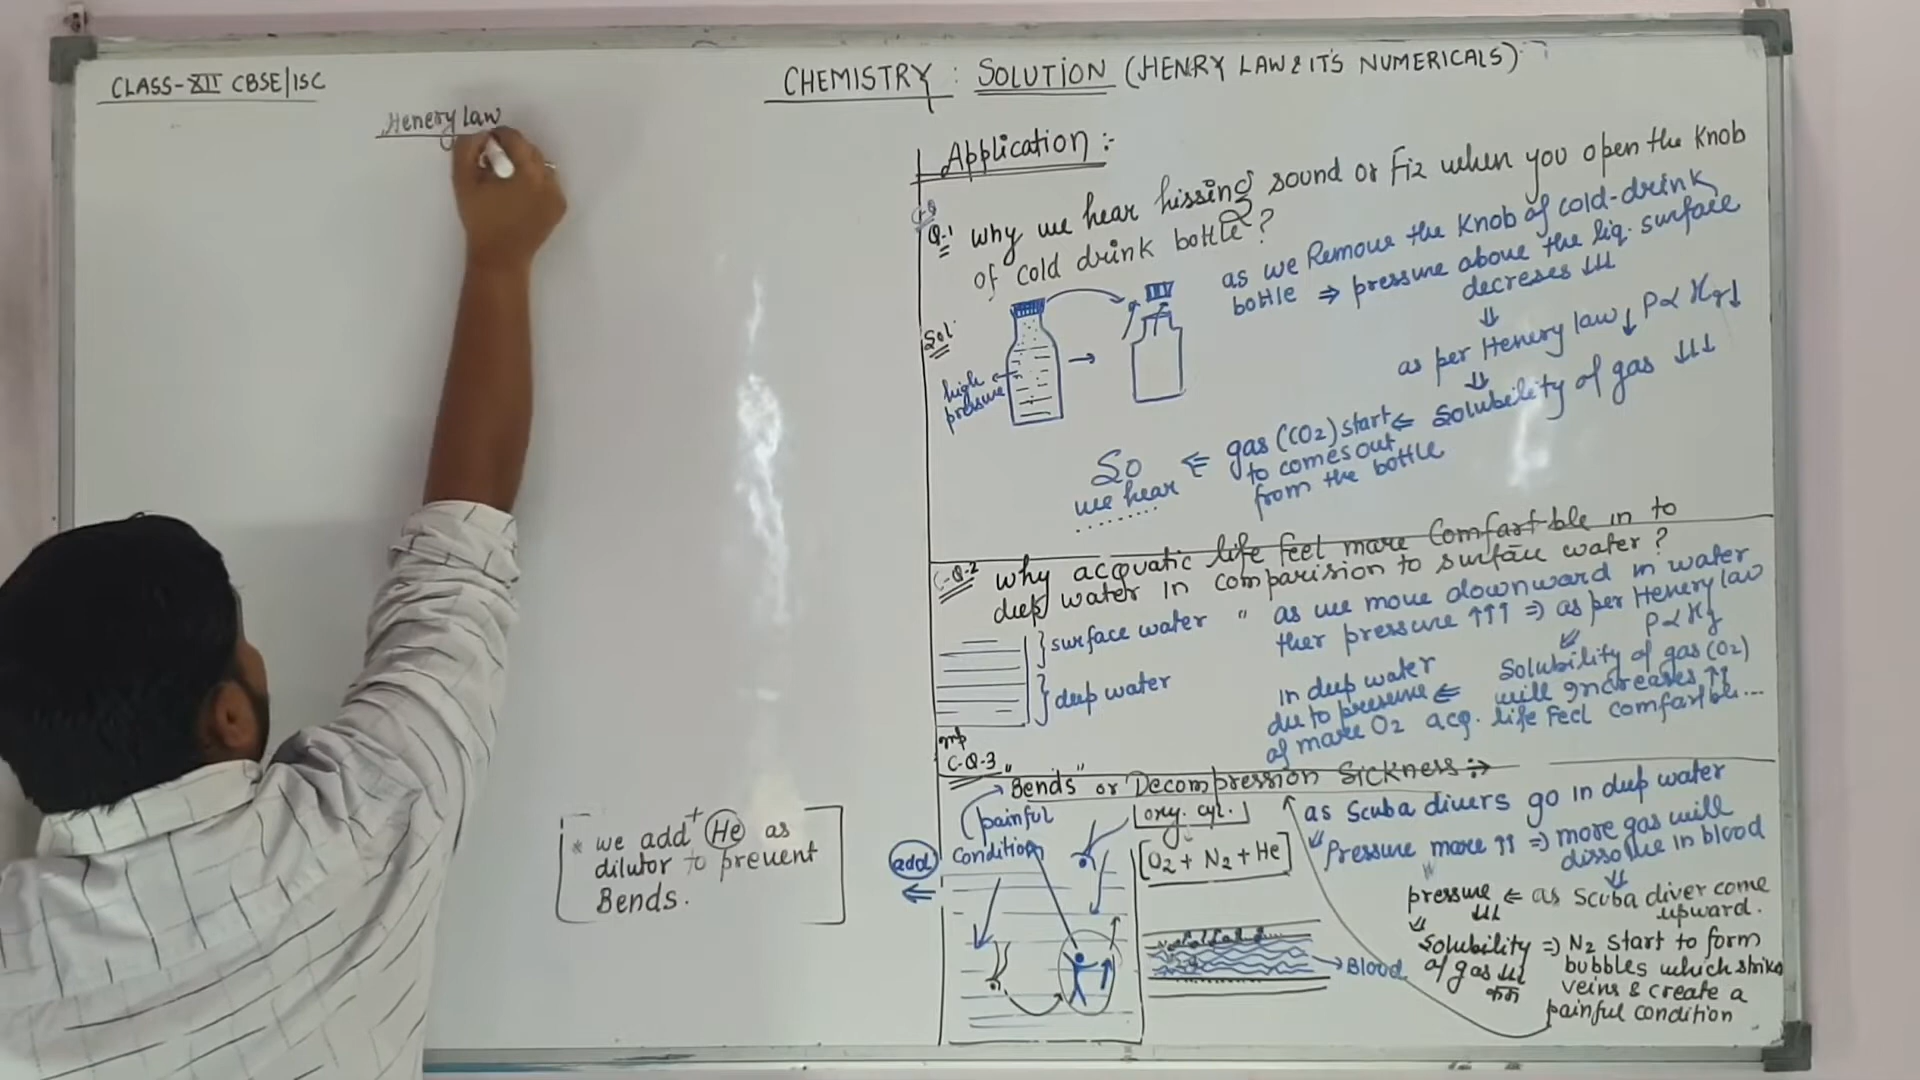 CLASS-XII CBSE/ISC
CHEMISTRY : SOLUTION (HENRY LAW & IT'S NUMERICALS)
Henery law
Application :-
Q-1 why we hear hissing sound or Fiz when you open the Knob
of cold drink bottle?
Sol.
high
pressure
as we Remove the Knob of cold-drink
bottle ⇒ pressure above the liq. surface
decreses ↓↓↓
⇓
as per Henery law↓ P∝ Xg↓
⇓
Solubility of gas ↓↓↓
gas (CO2) start ⇐
to comes out
from the bottle
So ⇐
we hear
........
C-Q-2 why acquatic life feel more Comfartble in to
deep water in comparision to surface water?
} surface water
} deep water
" as we move downward in water
ther pressure ↑↑↑ ⇒ as per Henery law
P∝Xg
Solubility of gas (O2)
will Increases ↑↑
in deep water
due to presense ⇐
of more O2 acq. life Feel comfartble...
Imp
C-Q-3 "Bends" or Decompression Sickness :→
painful
Condition
oxy. cyl.
O2 + N2 + He
Blood
as Scuba divers go in deep water
Pressure more ↑↑ ⇒ more gas will
dissolve in blood
⇓
pressure ⇐ as Scuba diver come
↓↓↓ upward.
Solubility ⇒ N2 start to form
of gas ↓↓↓ bubbles which strike
कम veins & create a
painful condition
add
⇐
* we add + He as
dilutor to prevent
Bends.